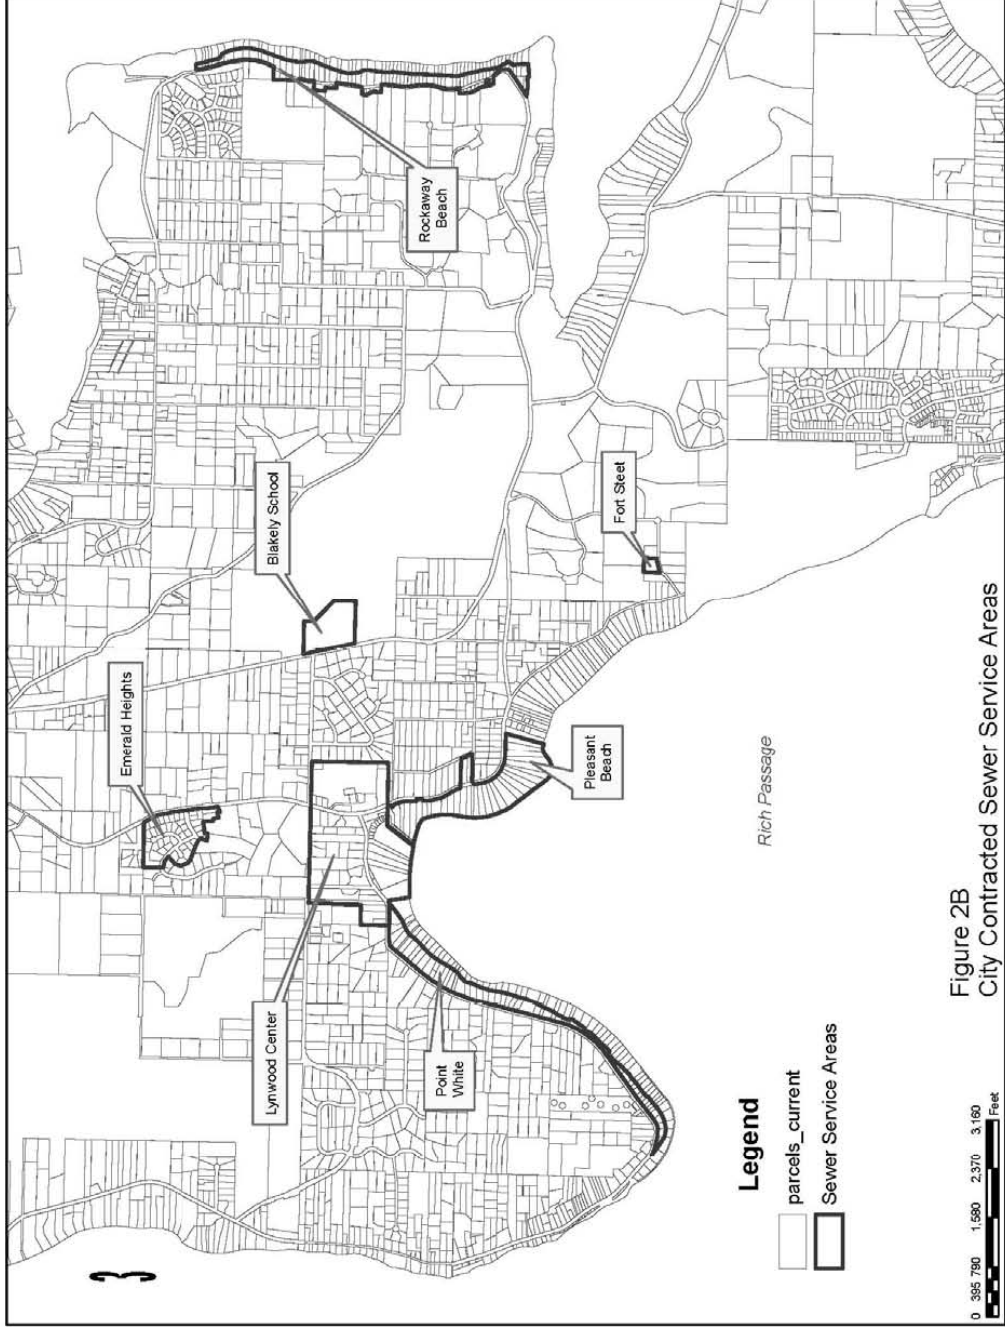 Emerald Heights
Blakely School
Rockaway
Beach
Lynwood Center
Point
White
Pleasant
Beach
Fort Steet
Rich Passage
Legend
parcels_current
Sewer Service Areas
0 395 790 1,580 2,370 3,160
Feet
Figure 2B
City Contracted Sewer Service Areas